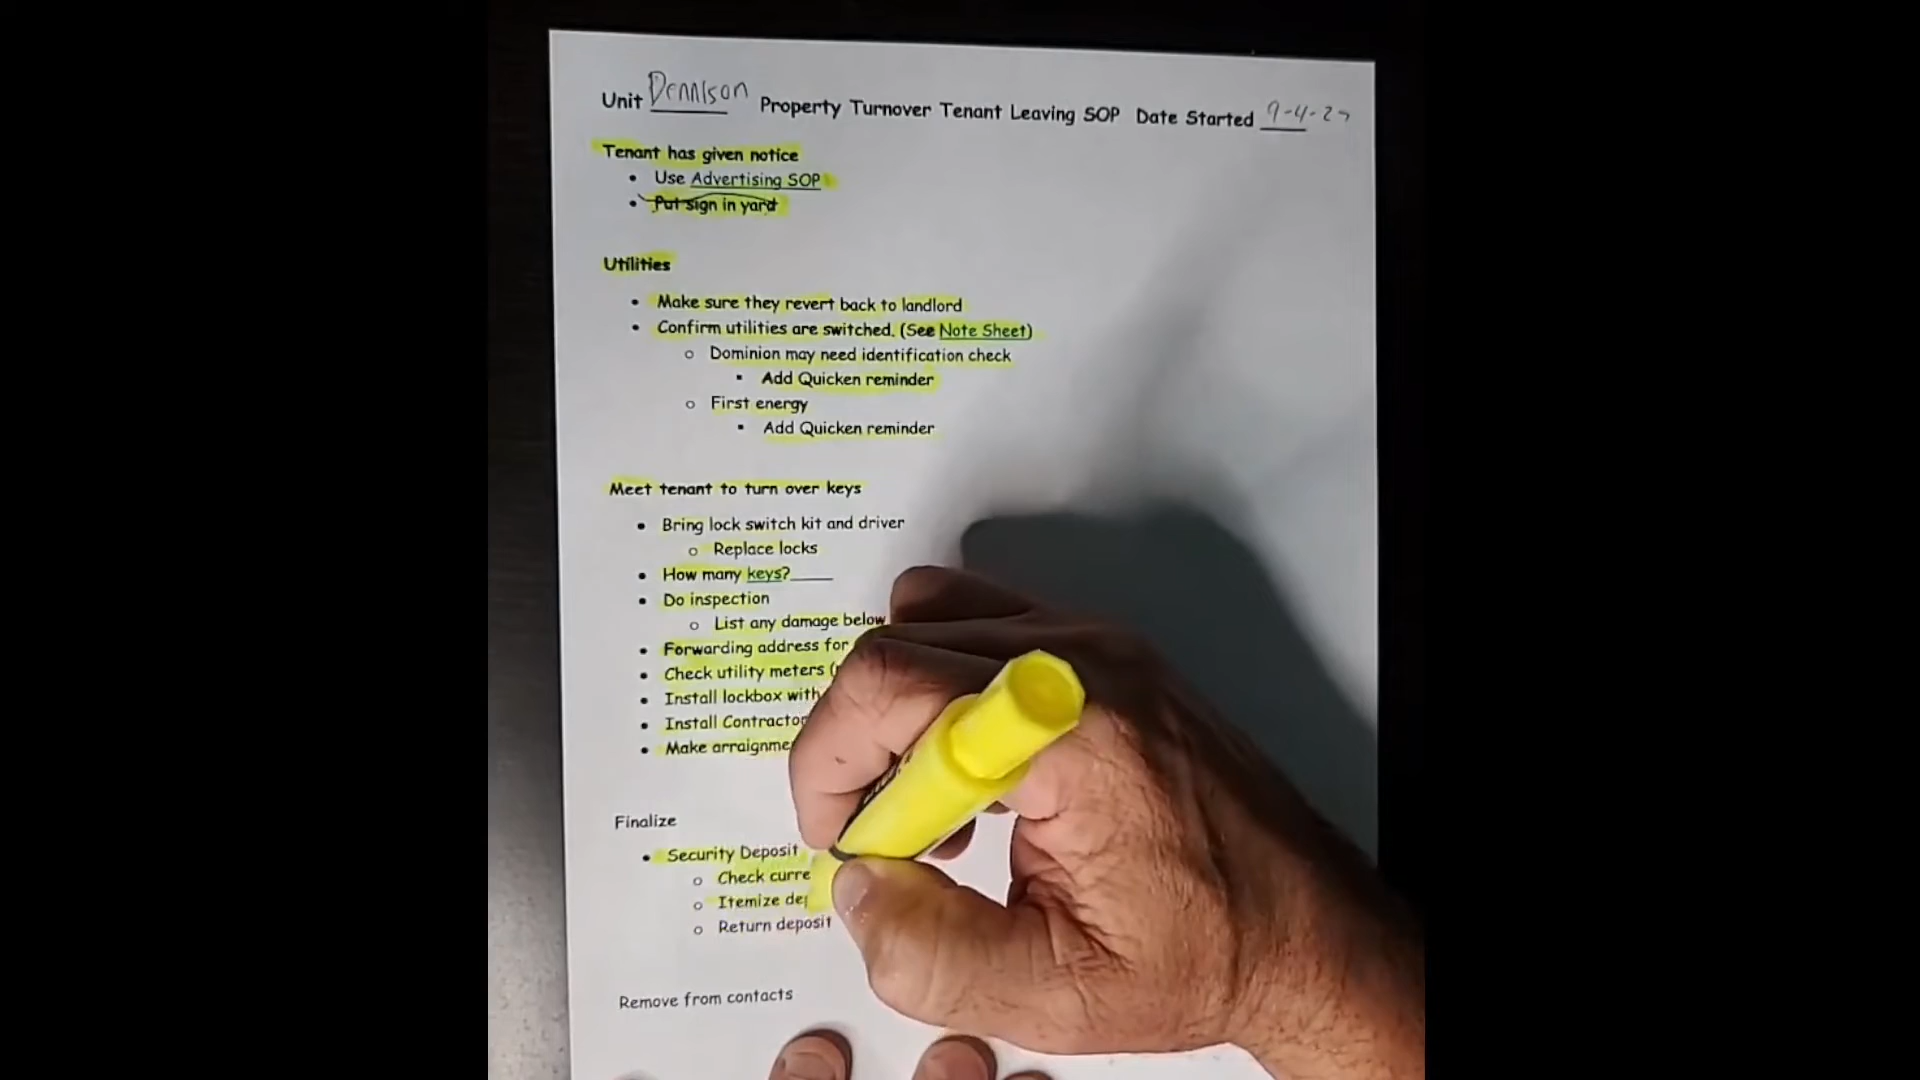 Unit Dennison Property Turnover Tenant Leaving SOP Date Started 9-4-2
Tenant has given notice
• Use Advertising SOP
• Put sign in yard
Utilities
• Make sure they revert back to landlord
• Confirm utilities are switched. (See Note Sheet)
o Dominion may need identification check
▪ Add Quicken reminder
o First energy
▪ Add Quicken reminder
Meet tenant to turn over keys
• Bring lock switch kit and driver
o Replace locks
• How many keys?____
• Do inspection
o List any damage below
• Forwarding address for
• Check utility meters (
• Install lockbox with
• Install Contractor
• Make arraignme
Finalize
• Security Deposit
o Check curre
o Itemize de
o Return deposit
Remove from contacts